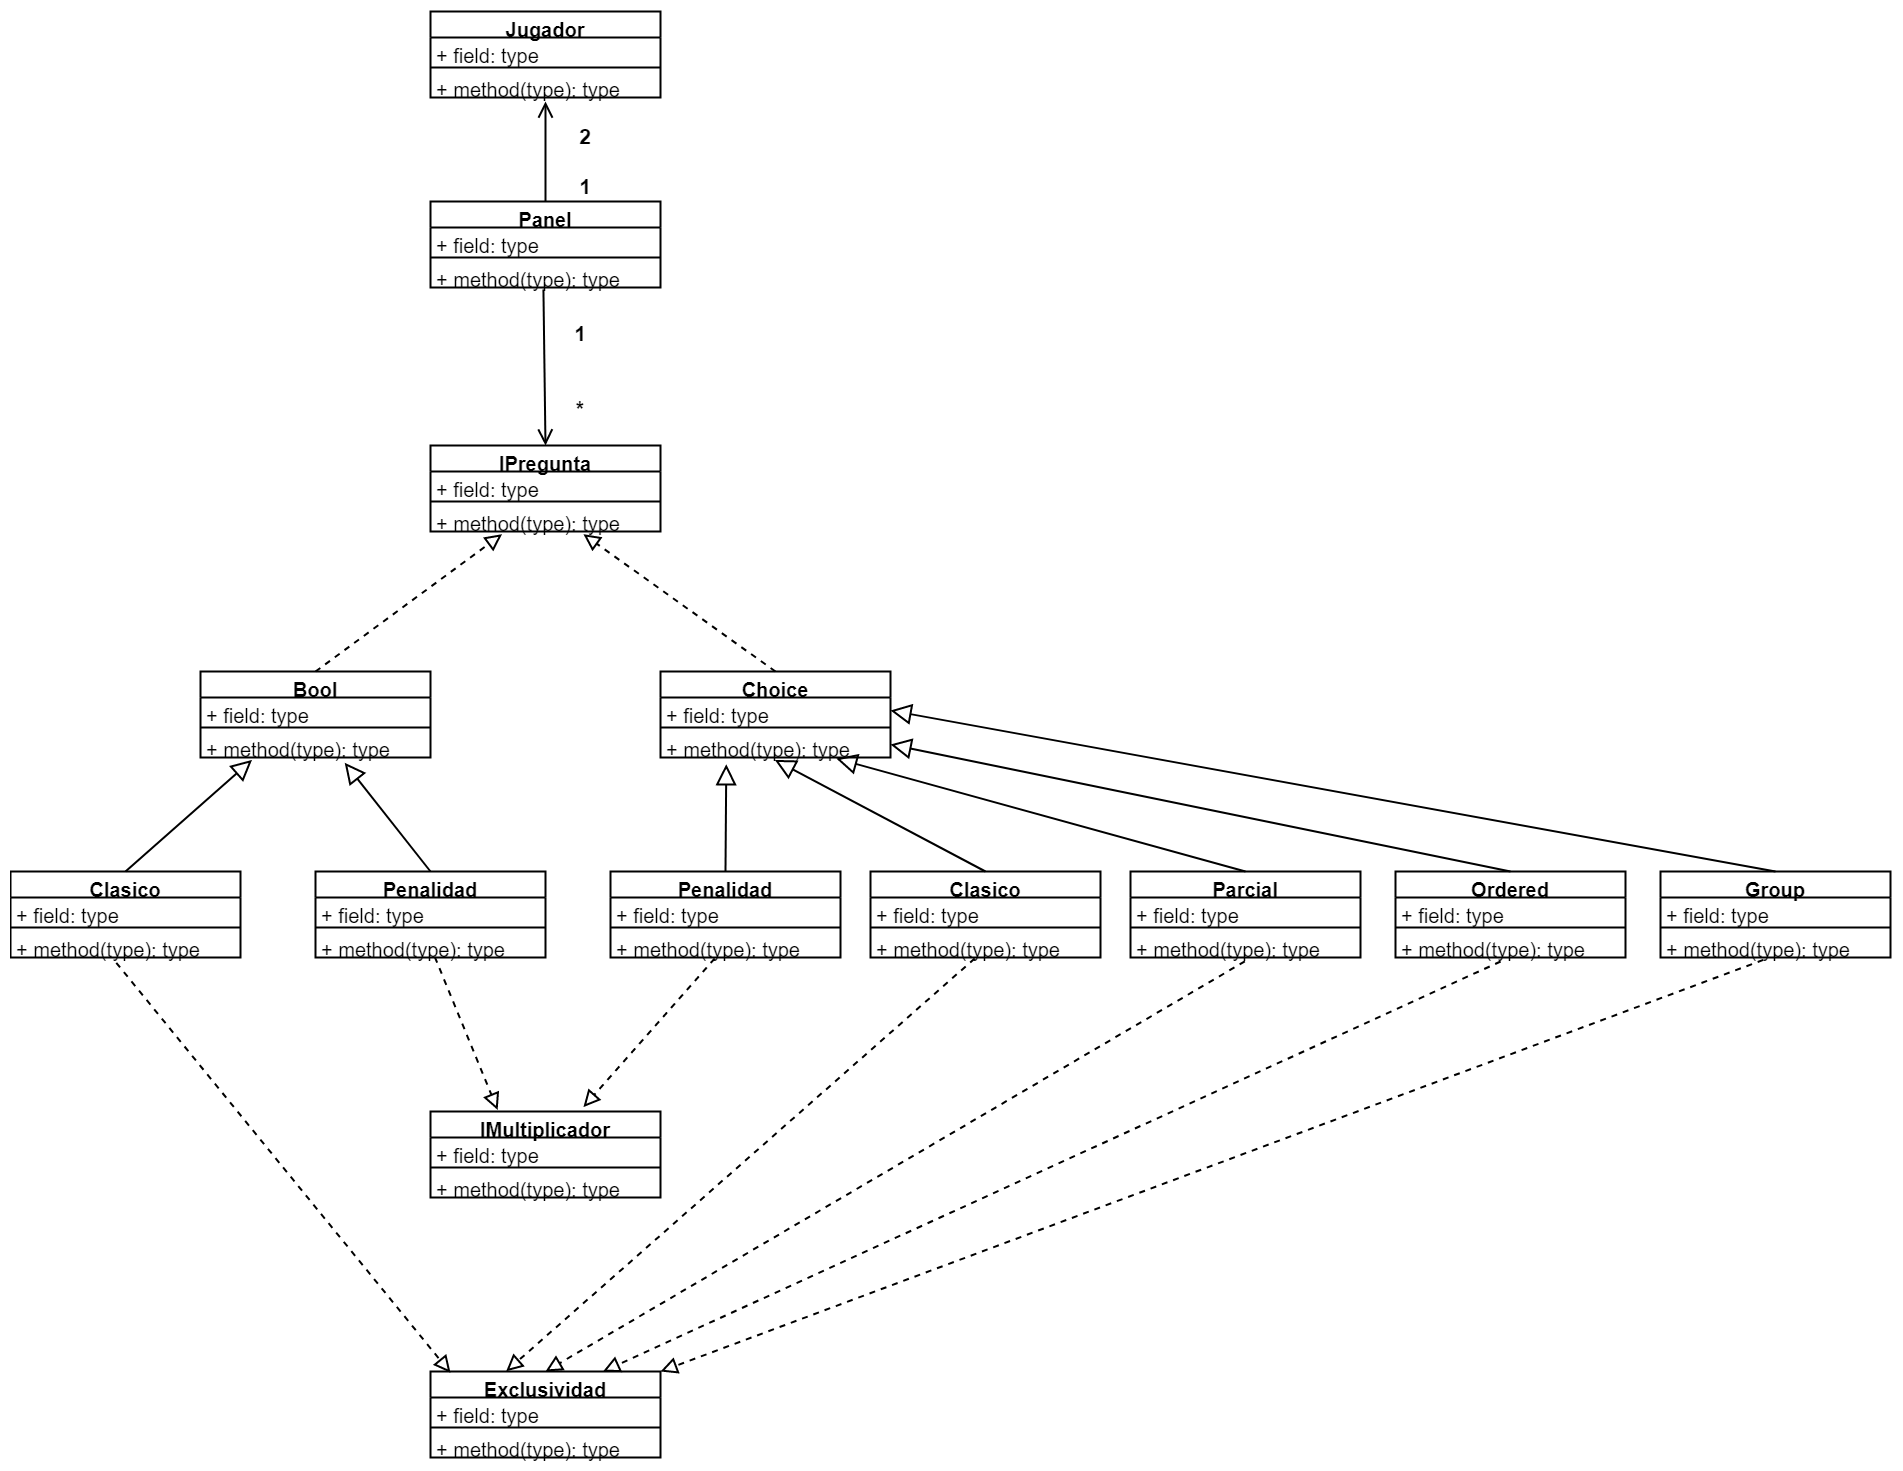 Jugador
+ field: type
+ method(type): type
2
1
Panel
+ field: type
+ method(type): type
1
*
IPregunta
+ field: type
+ method(type): type
Bool
+ field: type
+ method(type): type
Choice
+ field: type
+ method(type): type
Clasico
+ field: type
+ method(type): type
Penalidad
+ field: type
+ method(type): type
Penalidad
+ field: type
+ method(type): type
Clasico
+ field: type
+ method(type): type
Parcial
+ field: type
+ method(type): type
Ordered
+ field: type
+ method(type): type
Group
+ field: type
+ method(type): type
IMultiplicador
+ field: type
+ method(type): type
Exclusividad
+ field: type
+ method(type): type